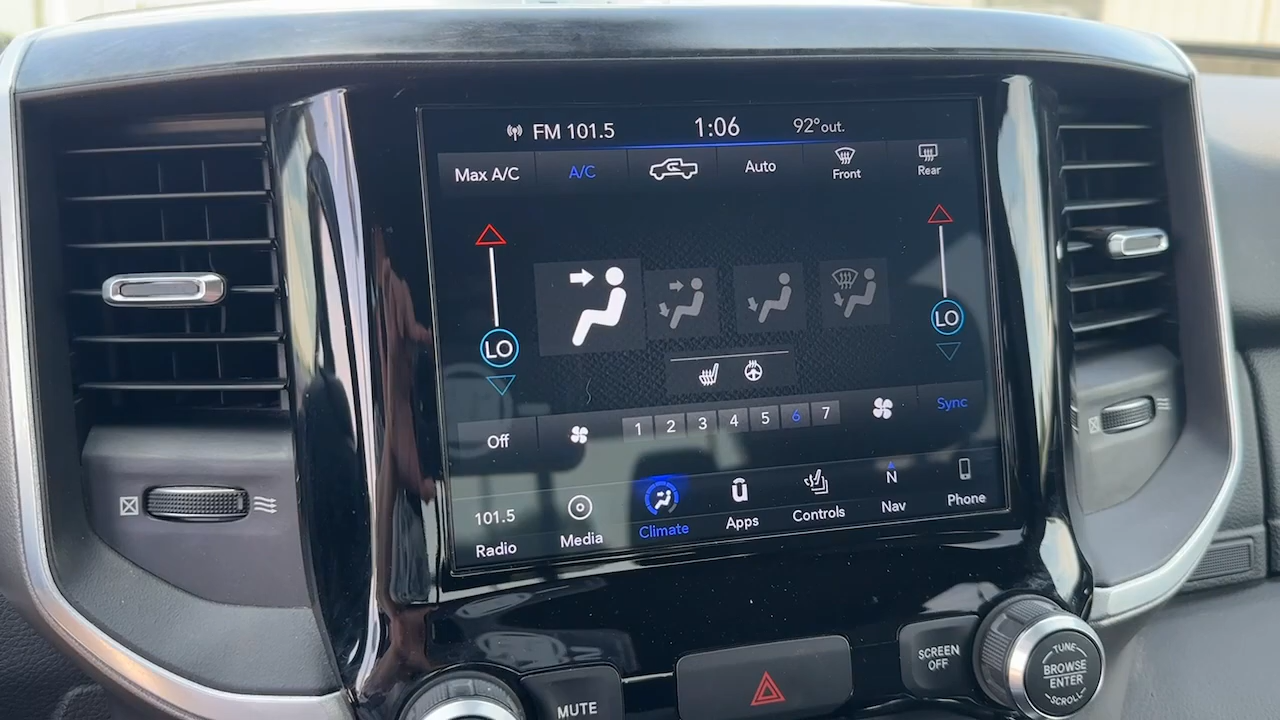 FM 101.5 1:06 92°out.
Max A/C A/C Auto Front Rear
LO LO
Off 1 2 3 4 5 6 7 Sync
101.5 N
Radio Media Climate Apps Controls Nav Phone
MUTE
SCREEN
OFF
TUNE
BROWSE
ENTER
SCROLL